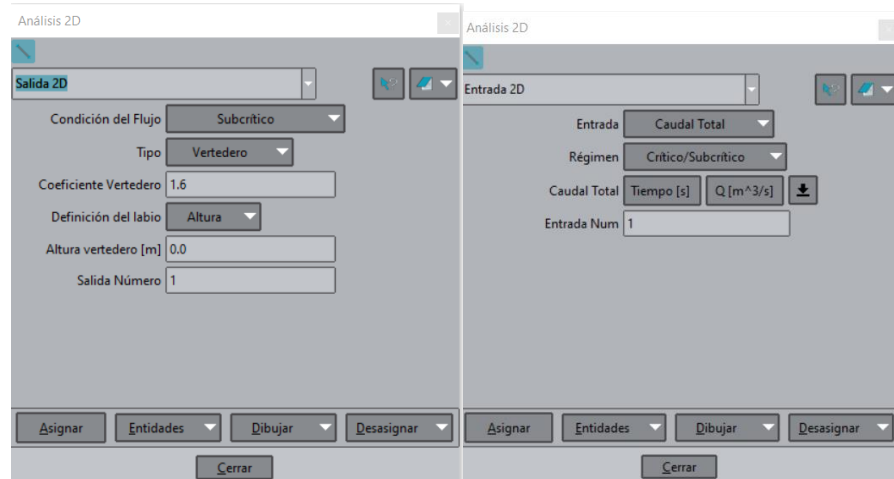 Análisis 2D
Salida 2D
Condición del Flujo Subcrítico
Tipo Vertedero
Coeficiente Vertedero 1.6
Definición del labio Altura
Altura vertedero [m] 0.0
Salida Número 1
Asignar Entidades Dibujar Desasignar
Cerrar
Análisis 2D
Entrada 2D
Entrada Caudal Total
Régimen Crítico/Subcrítico
Caudal Total Tiempo [s] Q [m^3/s]
Entrada Num 1
Asignar Entidades Dibujar Desasignar
Cerrar